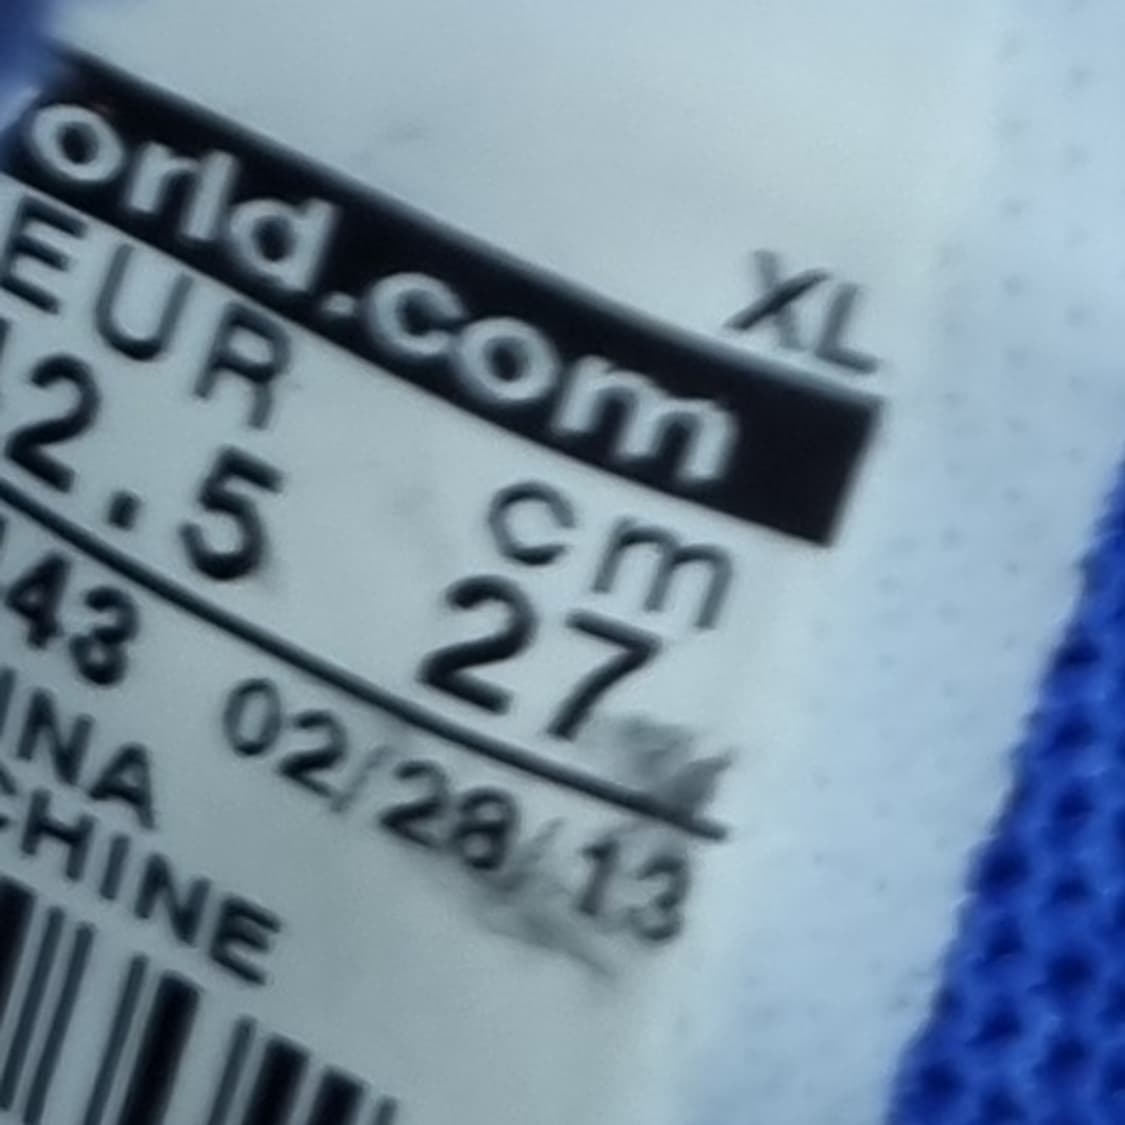 XL
orld.com
EUR cm
2.5 27
43 02/28/13
INA
CHINE